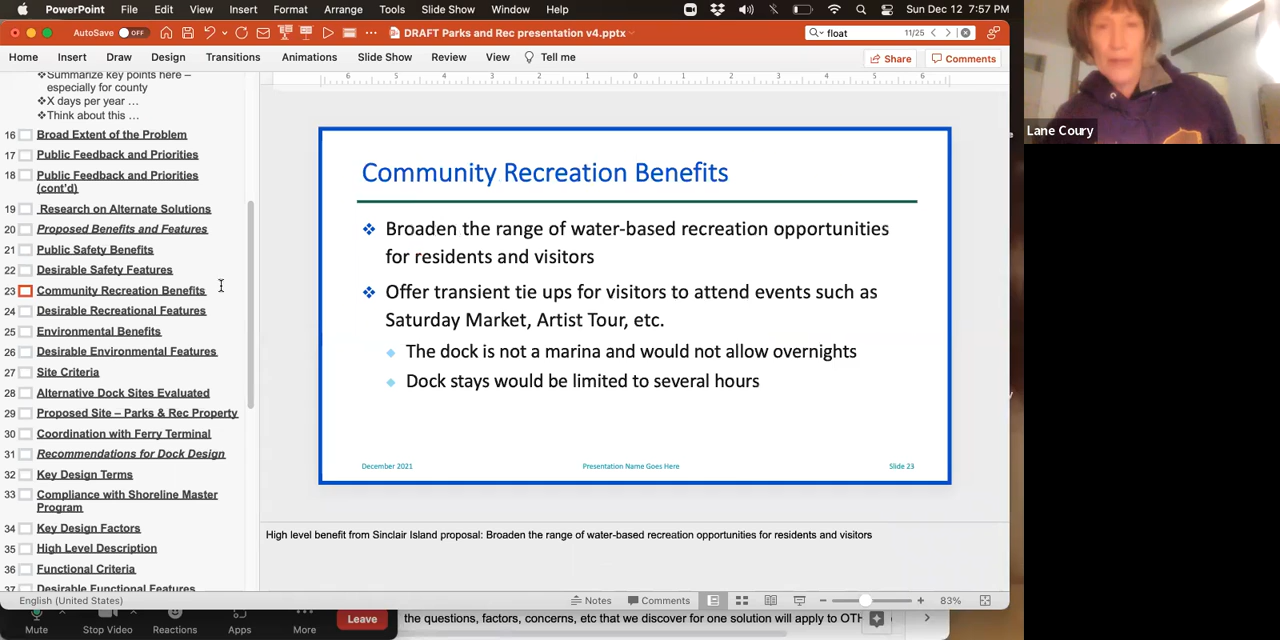 PowerPoint File Edit View Insert Format Arrange Tools Slide Show Window Help Sun Dec 12 7:57 PM
AutoSave OFF DRAFT Parks and Rec presentation v4.pptx float 11/25
Home Insert Draw Design Transitions Animations Slide Show Review View Tell me Share Comments
6 5 4 3 2 1 0 1 2 3 4 5 6
❖Summarize key points here –
especially for county
❖X days per year …
❖Think about this …
16 Broad Extent of the Problem
17 Public Feedback and Priorities
18 Public Feedback and Priorities
(cont'd)
19 Research on Alternate Solutions
20 Proposed Benefits and Features
21 Public Safety Benefits
22 Desirable Safety Features
23 Community Recreation Benefits
24 Desirable Recreational Features
25 Environmental Benefits
26 Desirable Environmental Features
27 Site Criteria
28 Alternative Dock Sites Evaluated
29 Proposed Site – Parks & Rec Property
30 Coordination with Ferry Terminal
31 Recommendations for Dock Design
32 Key Design Terms
33 Compliance with Shoreline Master
Program
34 Key Design Factors
35 High Level Description
36 Functional Criteria
37 Desirable Functional Features
Community Recreation Benefits
❖ Broaden the range of water-based recreation opportunities
for residents and visitors
❖ Offer transient tie ups for visitors to attend events such as
Saturday Market, Artist Tour, etc.
◆ The dock is not a marina and would not allow overnights
◆ Dock stays would be limited to several hours
December 2021 Presentation Name Goes Here Slide 23
High level benefit from Sinclair Island proposal: Broaden the range of water-based recreation opportunities for residents and visitors
English (United States) Notes Comments 83%
Mute Stop Video Reactions Apps More Leave
the questions, factors, concerns, etc that we discover for one solution will apply to OTH
Lane Coury